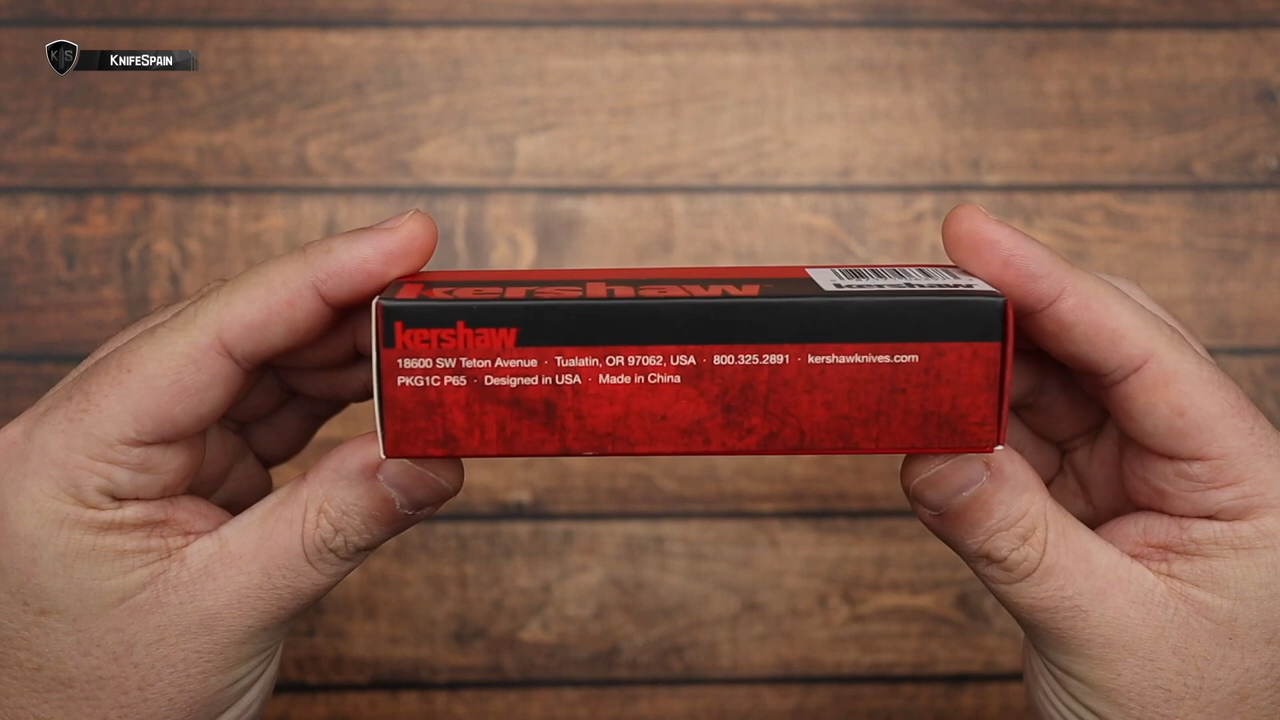 KS
KNIFESPAIN
kershaw
kershaw
kershaw
18600 SW Teton Avenue · Tualatin, OR 97062, USA · 800.325.2891 · kershawknives.com
PKG1C P65 · Designed in USA · Made in China